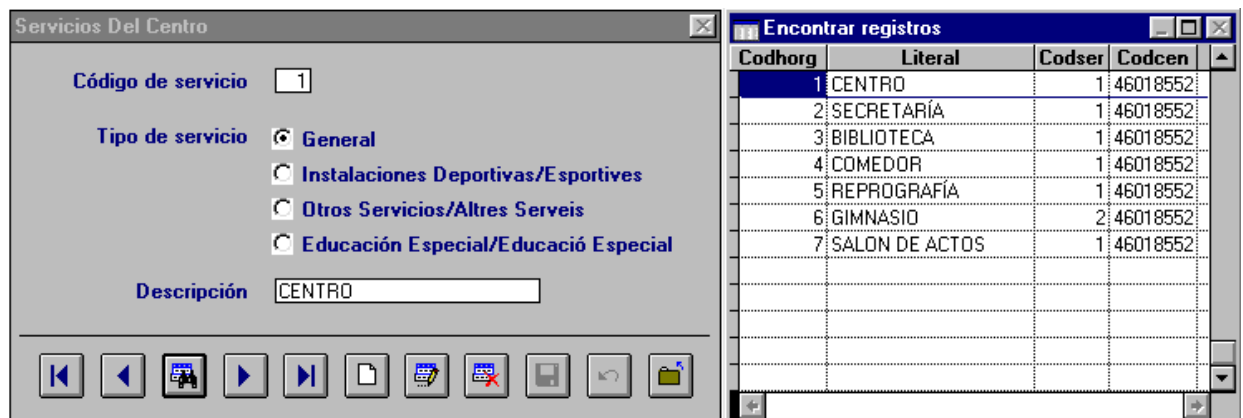 Servicios Del Centro
Código de servicio 1
Tipo de servicio General
Instalaciones Deportivas/Esportives
Otros Servicios/Altres Serveis
Educación Especial/Educació Especial
Descripción CENTRO
Encontrar registros
Codhorg Literal Codser Codcen
1 CENTRO 1 46018552
2 SECRETARÍA 1 46018552
3 BIBLIOTECA 1 46018552
4 COMEDOR 1 46018552
5 REPROGRAFÍA 1 46018552
6 GIMNASIO 2 46018552
7 SALON DE ACTOS 1 46018552